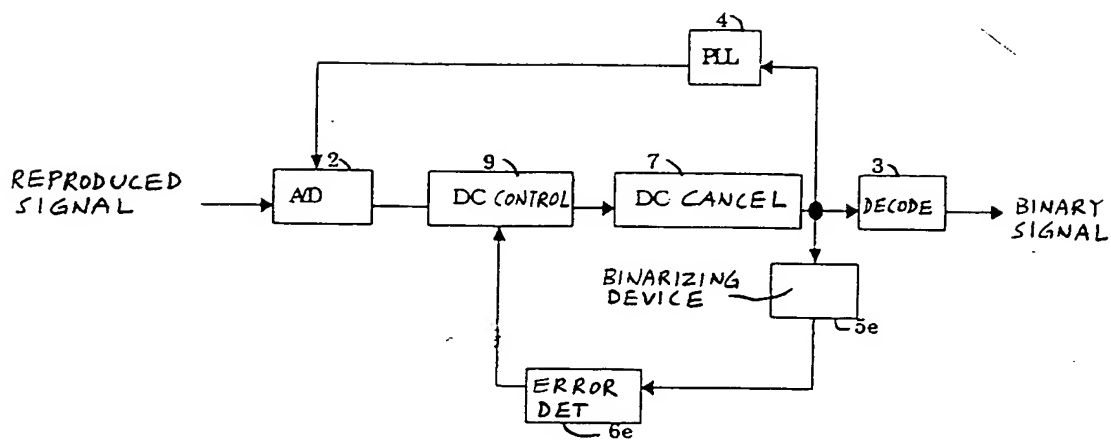 4
PLL
REPRODUCED
SIGNAL
2
A/D
9
DC CONTROL
7
DC CANCEL
3
DECODE
BINARY
SIGNAL
BINARIZING
DEVICE
5e
ERROR
DET
6e